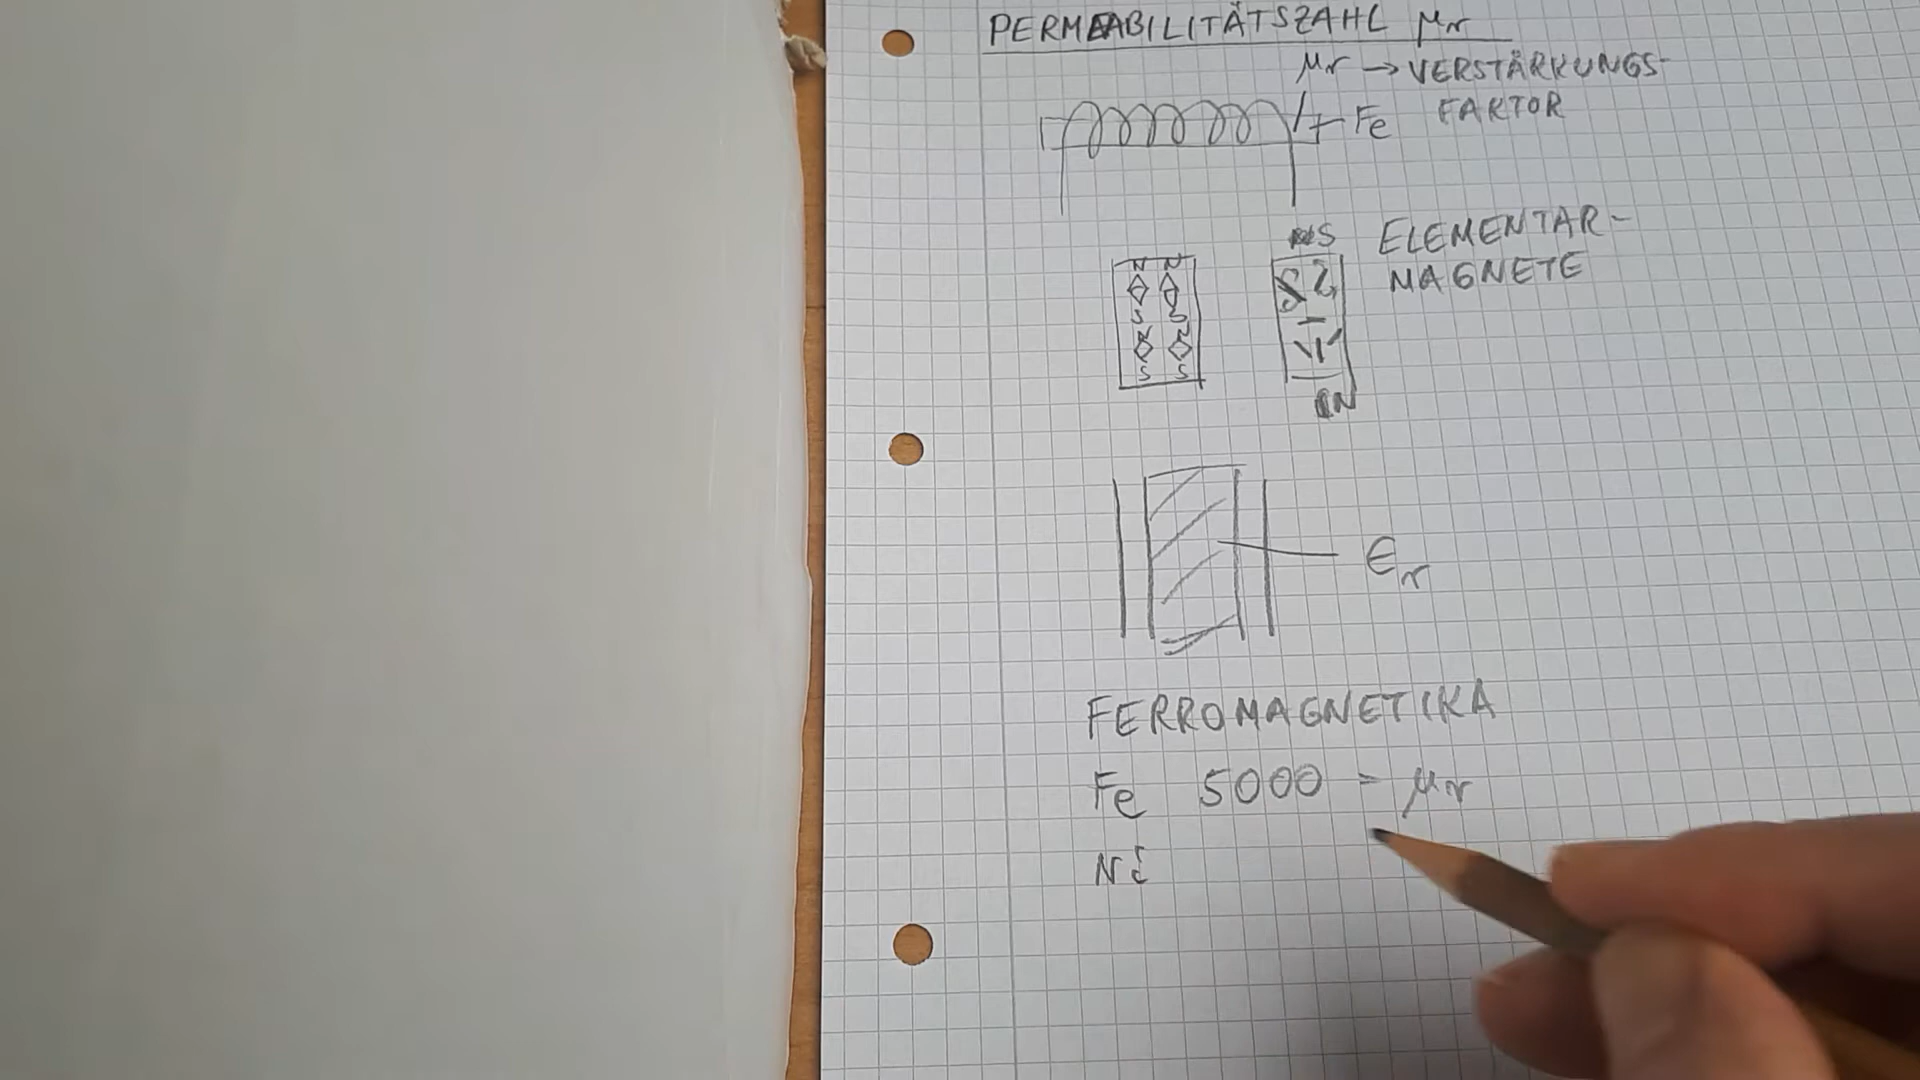 PERMEABILITÄTSZAHL μr
μr → VERSTÄRKUNGS-
FAKTOR
Fe
S
ELEMENTAR-
MAGNETE
N N
S S
N N
S S
N
ϵr
FERROMAGNETIKA
Fe 5000 = μr
Ni